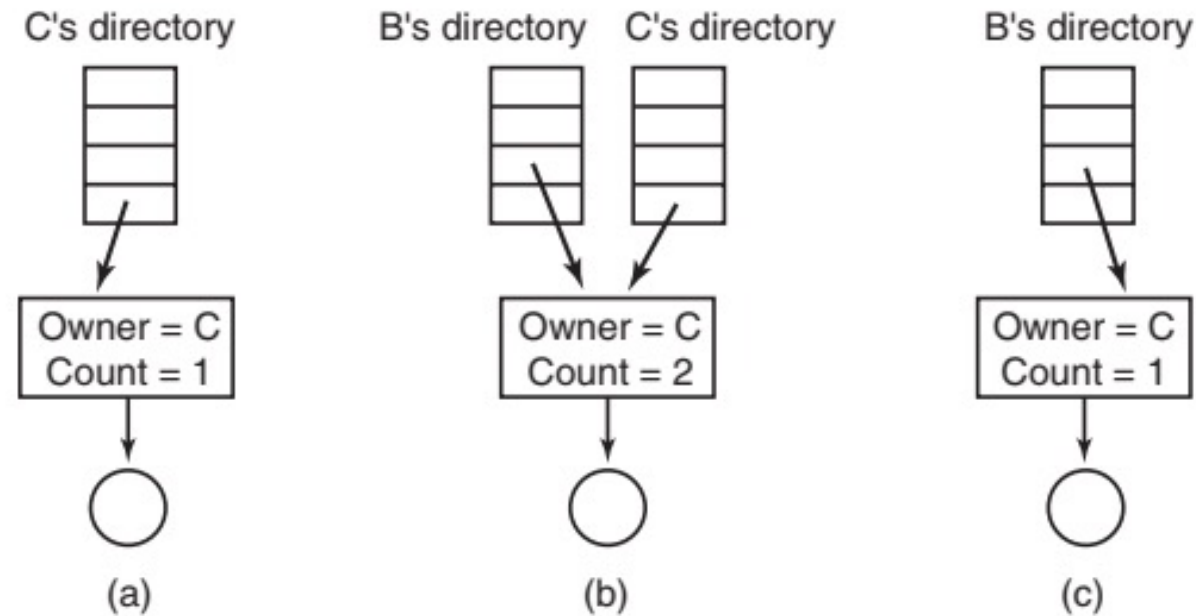 C's directory
Owner = C
Count = 1
(a)
B's directory C's directory
Owner = C
Count = 2
(b)
B's directory
Owner = C
Count = 1
(c)